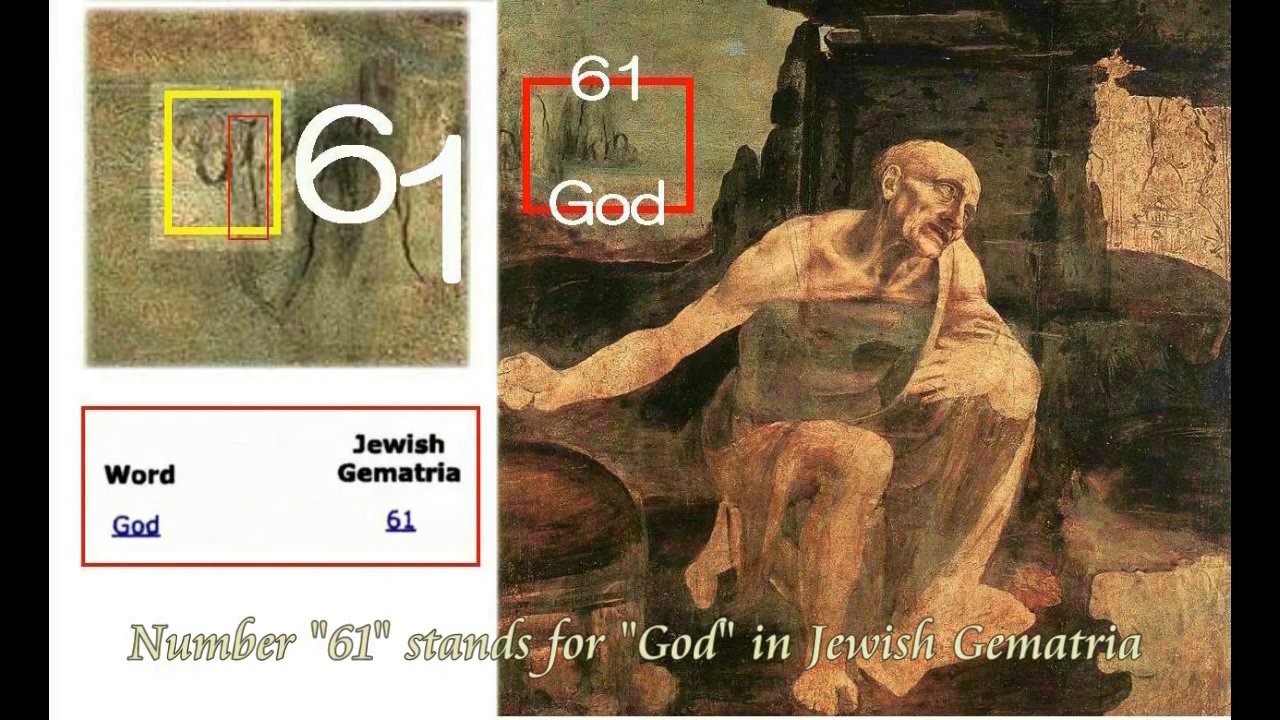 61
61
God
Word
Jewish
Gematria
God
61
Number "61" stands for "God" in Jewish Gematria